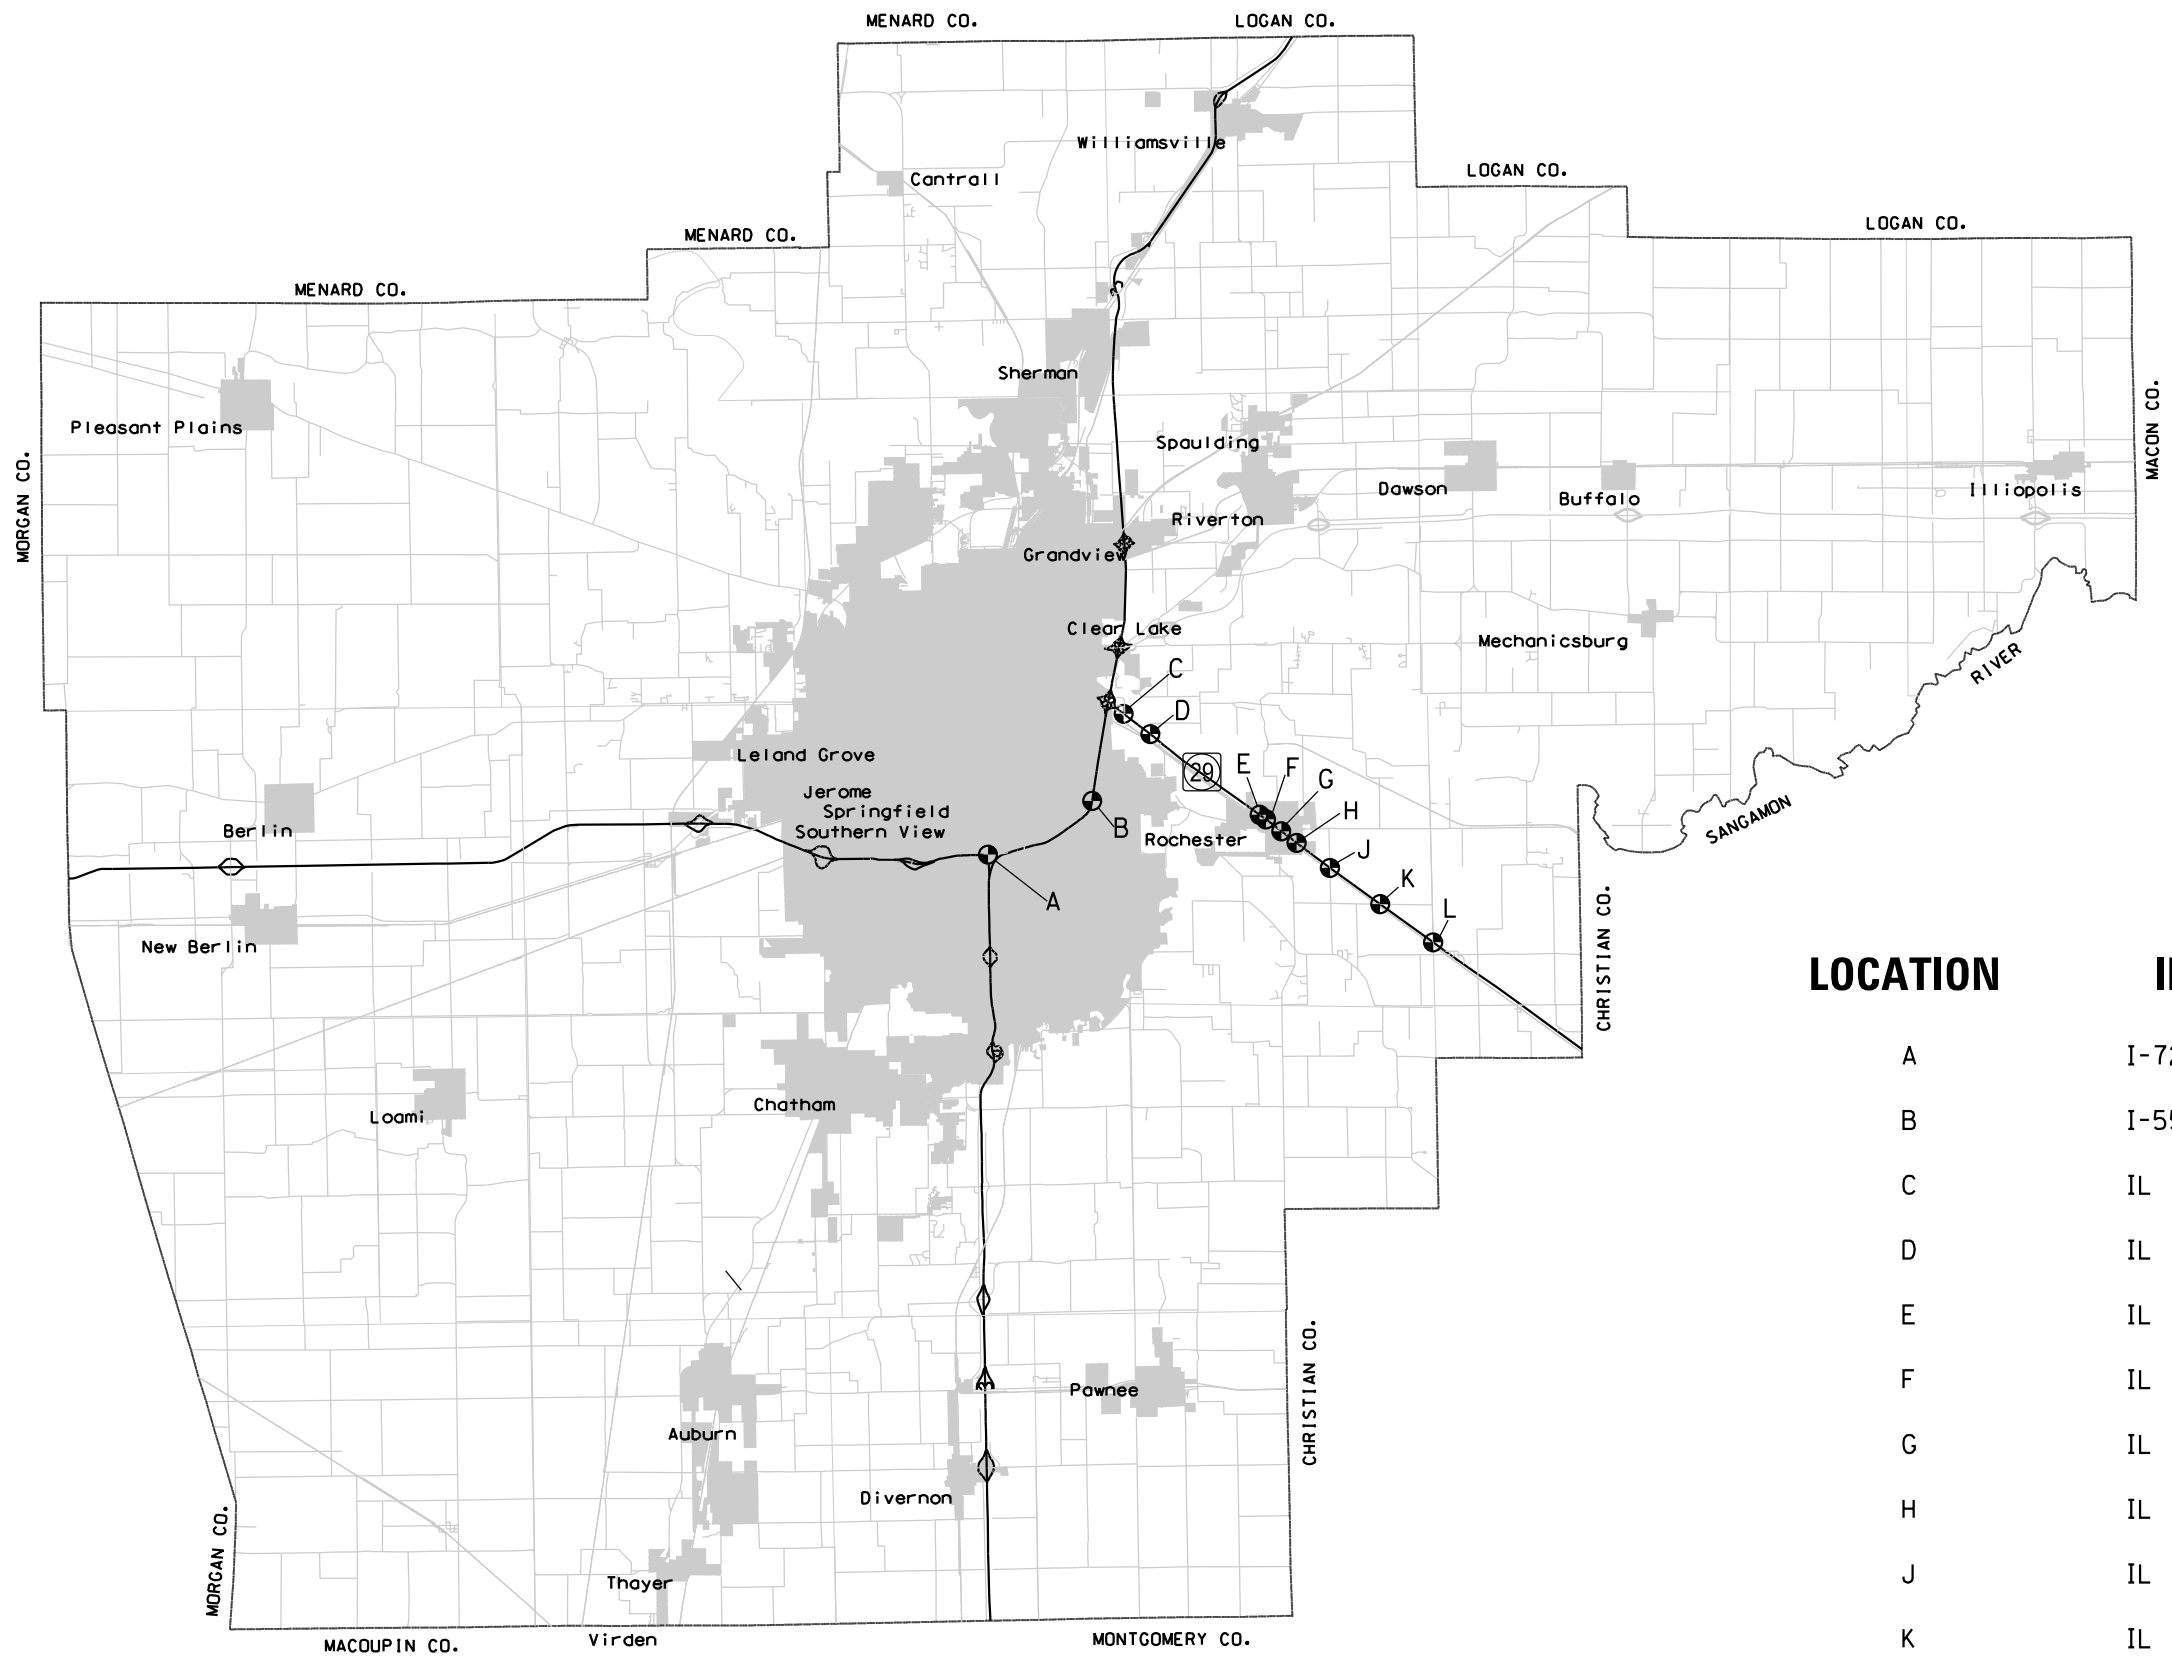 MENARD CO.
LOGAN CO.
Williamsville
LOGAN CO.
Cantrall
LOGAN CO.
MENARD CO.
MENARD CO.
Sherman
MACON CO.
Pleasant Plains
Spaulding
MORGAN CO.
Dawson
Buffalo
Illiopolis
Riverton
Grandview
Clear Lake
Mechanicsburg
RIVER
C
D
Leland Grove
29
E
F
G
Jerome
Springfield
H
SANGAMON
Berlin
Southern View
B
Rochester
J
K
A
L
New Berlin
CHRISTIAN CO.
LOCATION
A I-7
B I-5
C IL
D IL
E IL
F IL
G IL
H IL
J IL
K IL
Chatham
Loami
CHRISTIAN CO.
Pawnee
Auburn
Divernon
MORGAN CO.
Thayer
Virden
MACOUPIN CO.
MONTGOMERY CO.